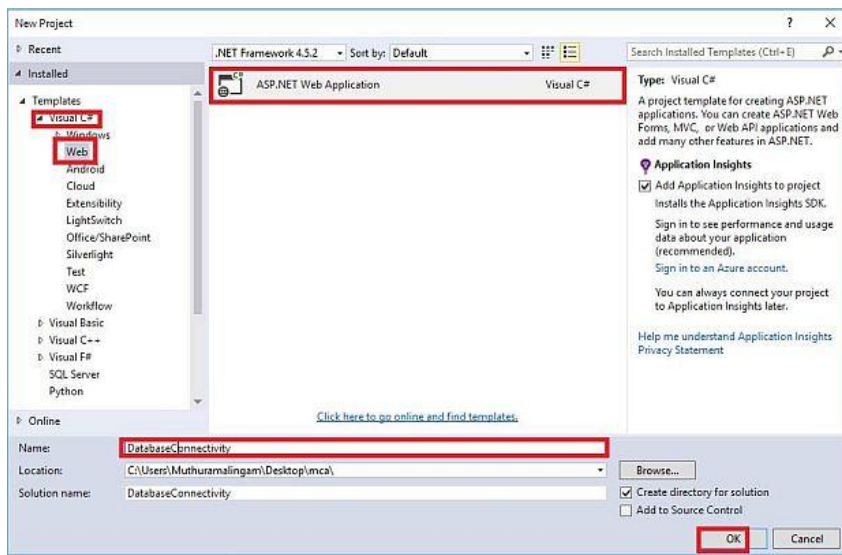 New Project
? X
Recent
.NET Framework 4.5.2
Sort by: Default
Search Installed Templates (Ctrl+E)
Installed
Templates
Visual C#
Windows
Web
Android
Cloud
Extensibility
LightSwitch
Office/SharePoint
Silverlight
Test
WCF
Workflow
Visual Basic
Visual C++
Visual F#
SQL Server
Python
Online
C#
ASP.NET Web Application
Visual C#
Click here to go online and find templates.
Type: Visual C#
A project template for creating ASP.NET
applications. You can create ASP.NET Web
Forms, MVC, or Web API applications and
add many other features in ASP.NET.
Application Insights
Add Application Insights to project
Installs the Application Insights SDK.
Sign in to see performance and usage
data about your application
(recommended).
Sign in to an Azure account.
You can always connect your project
to Application Insights later.
Help me understand Application Insights
Privacy Statement
Name: DatabaseConnectivity
Location: C:\Users\Muthuramalingam\Desktop\mca\
Browse...
Solution name: DatabaseConnectivity
Create directory for solution
Add to Source Control
OK
Cancel